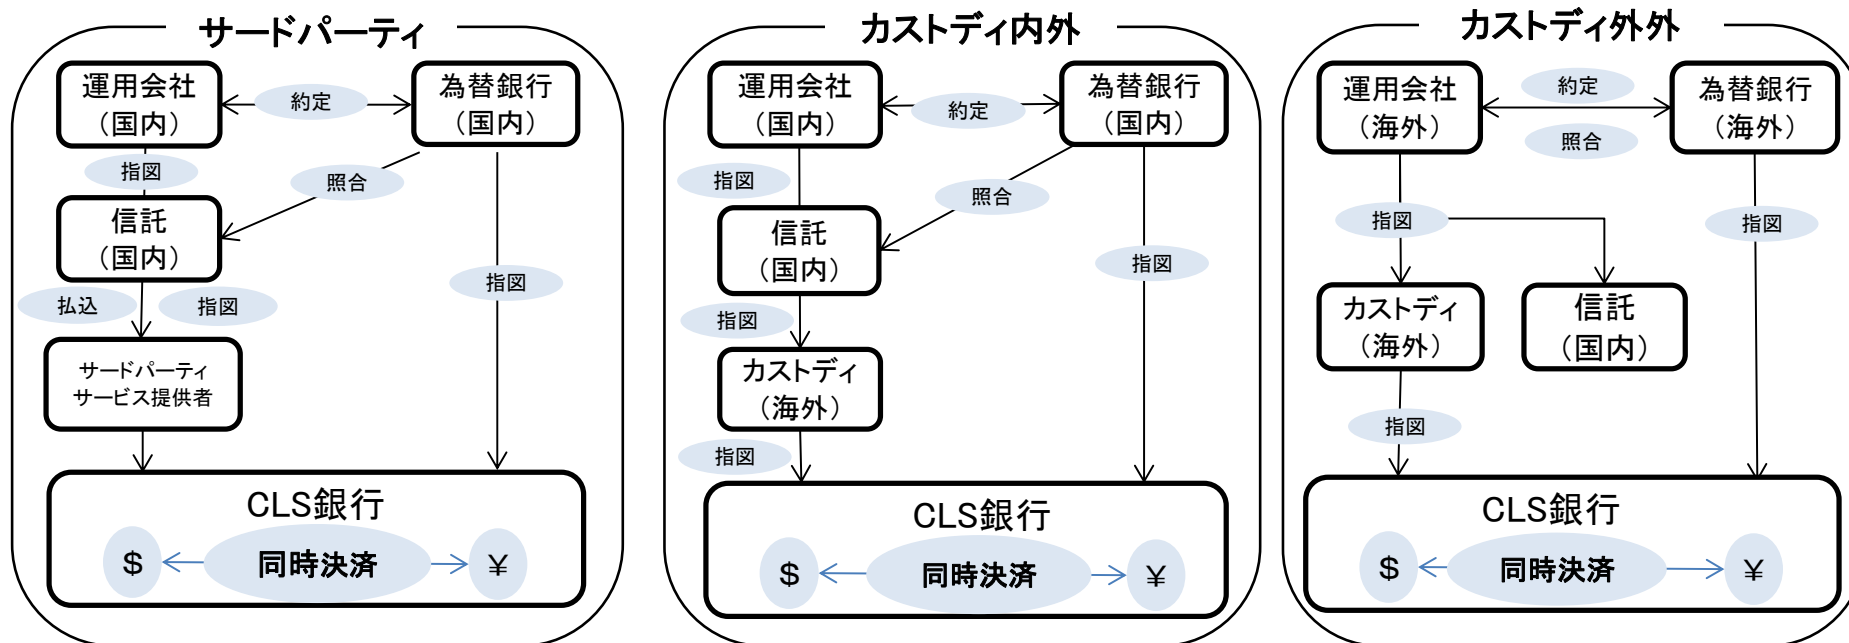 サードパーティ
運用会社
（国内）
約定
為替銀行
（国内）
指図
照合
信託
（国内）
払込
指図
指図
サードパーティ
サービス提供者
CLS銀行
$
同時決済
¥
カストディ内外
運用会社
（国内）
約定
為替銀行
（国内）
指図
照合
信託
（国内）
指図
指図
カストディ
（海外）
指図
CLS銀行
$
同時決済
¥
カストディ外外
運用会社
（海外）
約定
照合
為替銀行
（海外）
指図
指図
カストディ
（海外）
信託
（国内）
指図
CLS銀行
$
同時決済
¥